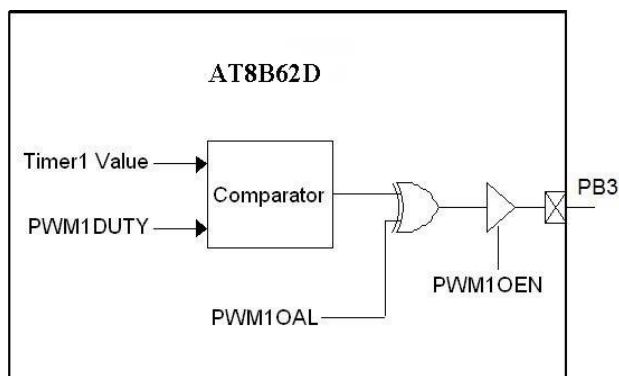 AT8B62D
Timer1 Value
Comparator
PB3
PWM1DUTY
PWM1OEN
PWM1OAL